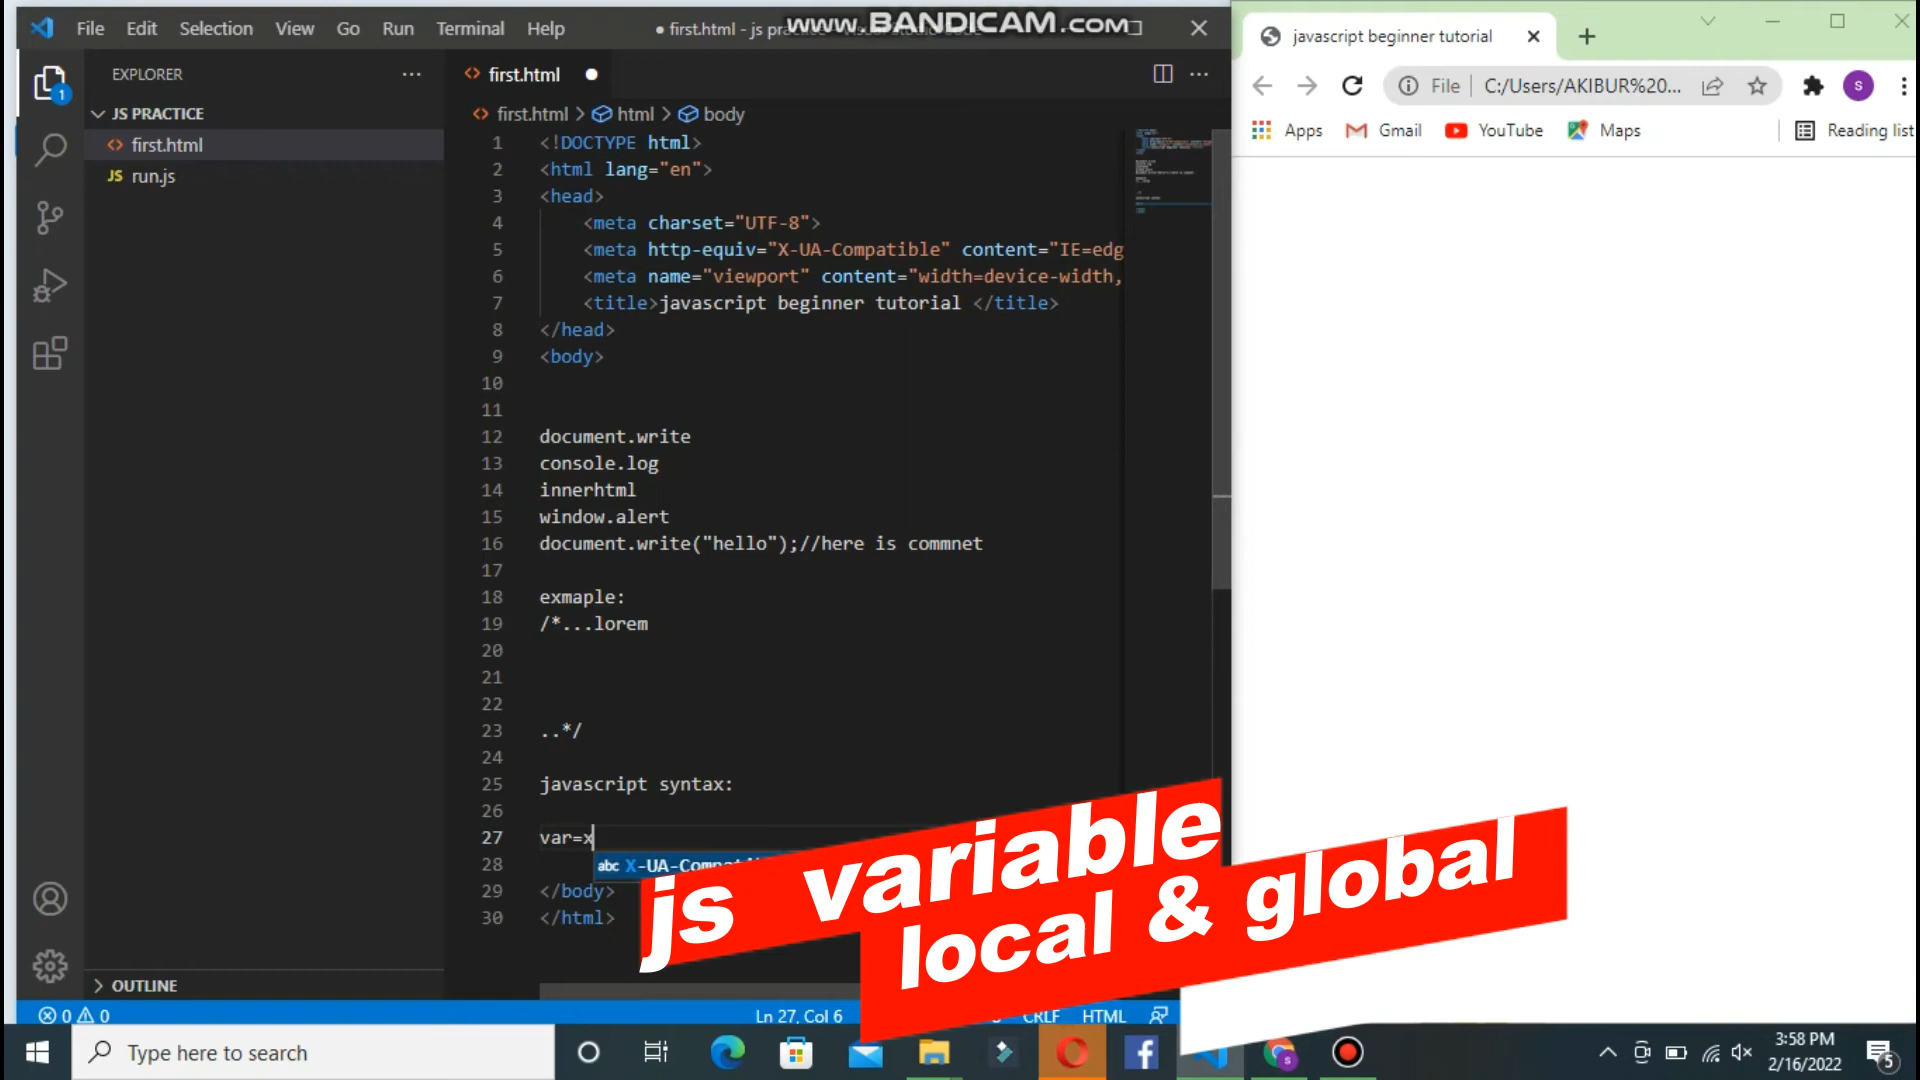 File Edit Selection View Go Run Terminal Help
● first.html - js
www.BANDICAM.com
EXPLORER
JS PRACTICE
first.html
JS run.js
OUTLINE
first.html
first.html > html > body
1 <!DOCTYPE html>
2 <html lang="en">
3 <head>
4 <meta charset="UTF-8">
5 <meta http-equiv="X-UA-Compatible" content="IE=edg
6 <meta name="viewport" content="width=device-width,
7 <title>javascript beginner tutorial </title>
8 </head>
9 <body>
10
11
12 document.write
13 console.log
14 innerhtml
15 window.alert
16 document.write("hello");//here is commnet
17
18 exmaple:
19 /*...lorem
20
21
22
23 ..*/
24
25 javascript syntax:
26
27 var=x
28 abc X-UA-Compati
29 </body>
30 </html>
js variable
local & global
0 0
Ln 27, Col 6
CRLF
HTML
javascript beginner tutorial
File C:/Users/AKIBUR%20...
s
Apps Gmail YouTube Maps Reading list
Type here to search
3:58 PM
2/16/2022
5